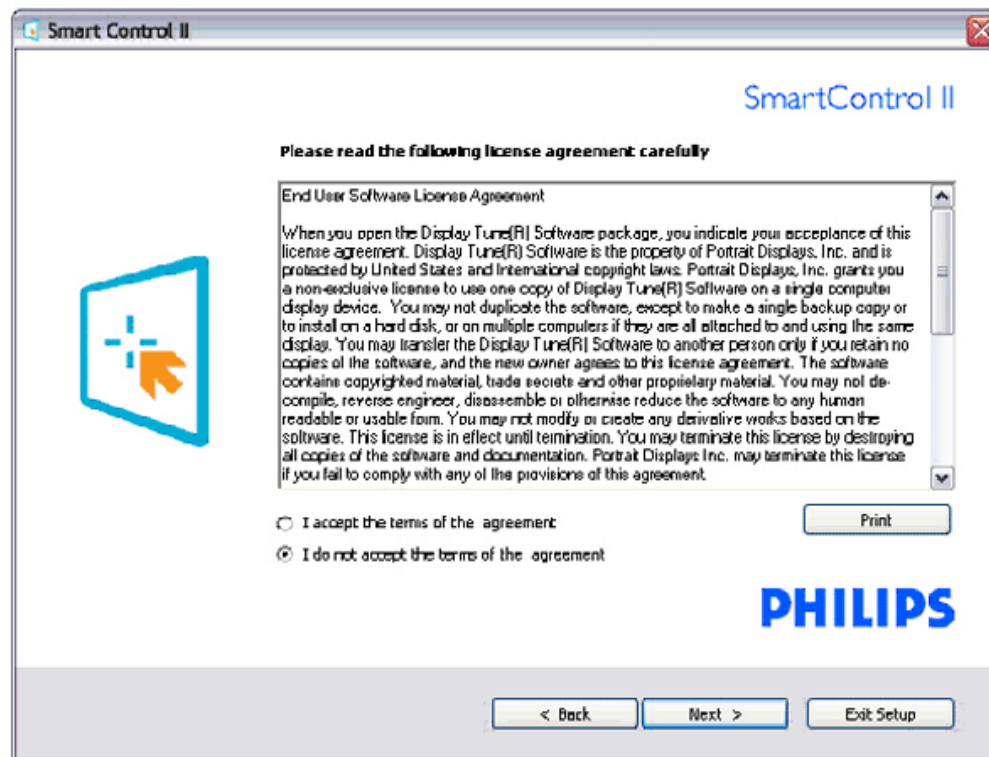 Smart Control II
SmartControl II
Please read the following license agreement carefully
End User Software License Agreement
When you open the Display Tune(R) Software package, you indicate your acceptance of this
license agreement. Display Tune(R) Software is the property of Portrait Displays, Inc. and is
protected by United States and International copyright laws. Portrait Displays, Inc. grants you
a non-exclusive license to use one copy of Display Tune(R) Software on a single computer
display device. You may not duplicate the software, except to make a single backup copy or
to install on a hard disk, or on multiple computers if they are all attached to and using the same
display. You may transfer the Display Tune(R) Software to another person only if you retain no
copies of the software, and the new owner agrees to this license agreement. The software
contains copyrighted material, trade secrets and other proprietary material. You may not de-
compile, reverse engineer, disassemble or otherwise reduce the software to any human
readable or usable form. You may not modify or create any derivative works based on the
software. This license is in effect until termination. You may terminate this license by destroying
all copies of the software and documentation. Portrait Displays Inc. may terminate this license
if you fail to comply with any of the provisions of this agreement.
I accept the terms of the agreement
Print
I do not accept the terms of the agreement
PHILIPS
< Back
Next >
Exit Setup